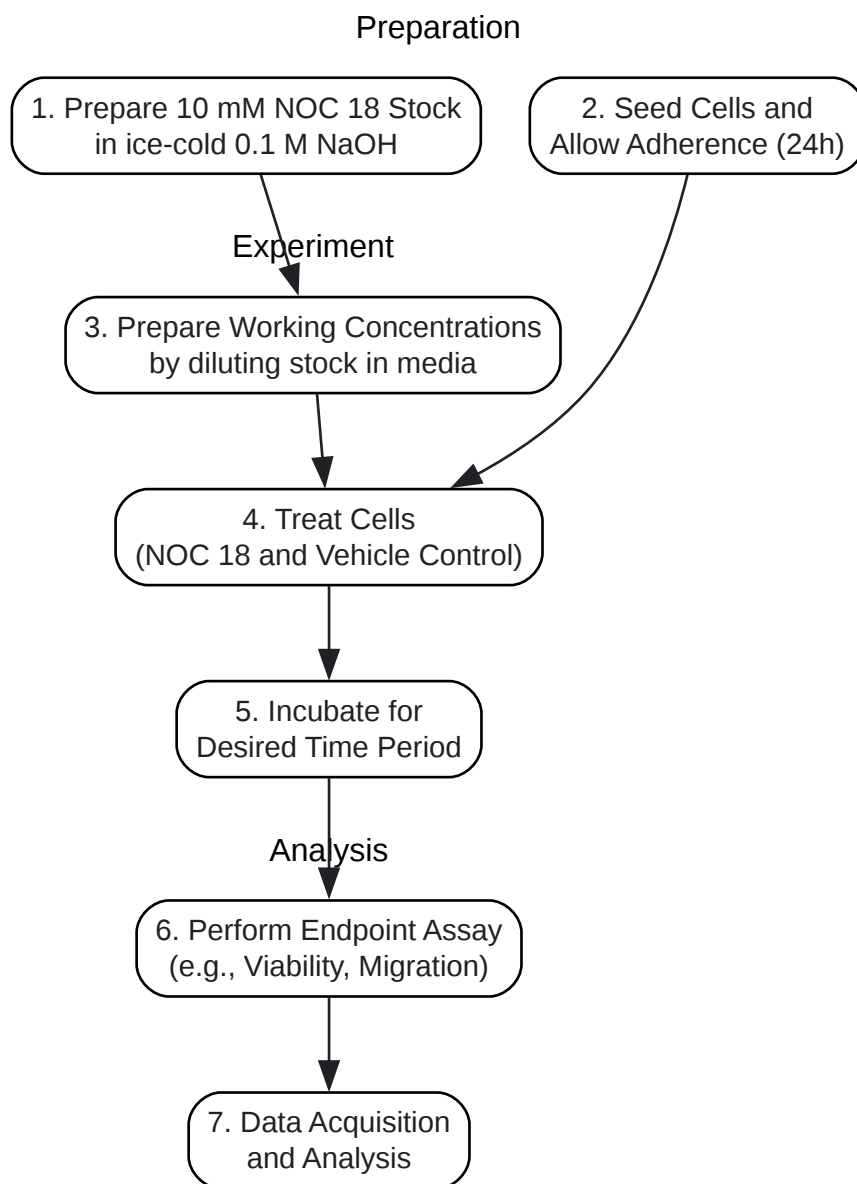 Preparation
1. Prepare 10 mM NOC 18 Stock
in ice-cold 0.1 M NaOH
2. Seed Cells and
Allow Adherence (24h)
Experiment
3. Prepare Working Concentrations
by diluting stock in media
4. Treat Cells
(NOC 18 and Vehicle Control)
5. Incubate for
Desired Time Period
Analysis
6. Perform Endpoint Assay
(e.g., Viability, Migration)
7. Data Acquisition
and Analysis